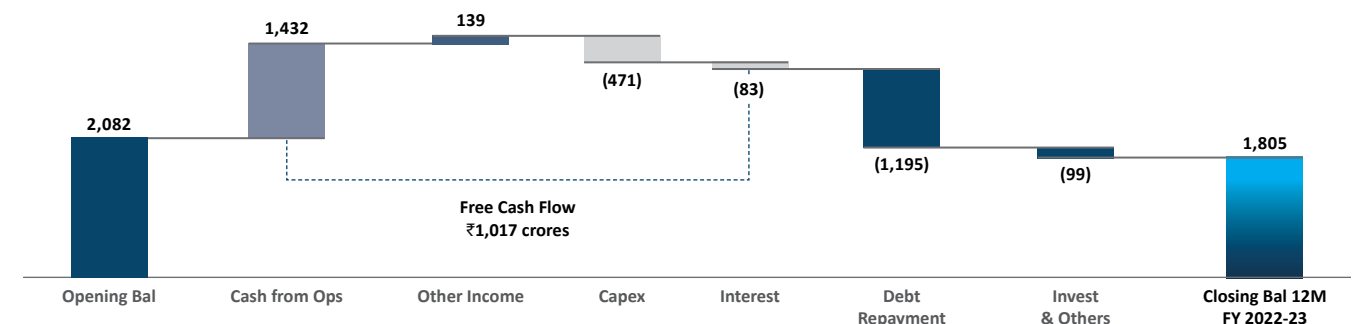 1,432
139
(471)
(83)
2,082
(1,195)
(99)
1,805
Free Cash Flow
₹1,017 crores
Opening Bal
Cash from Ops
Other Income
Capex
Interest
Debt
Repayment
Invest
& Others
Closing Bal 12M
FY 2022-23